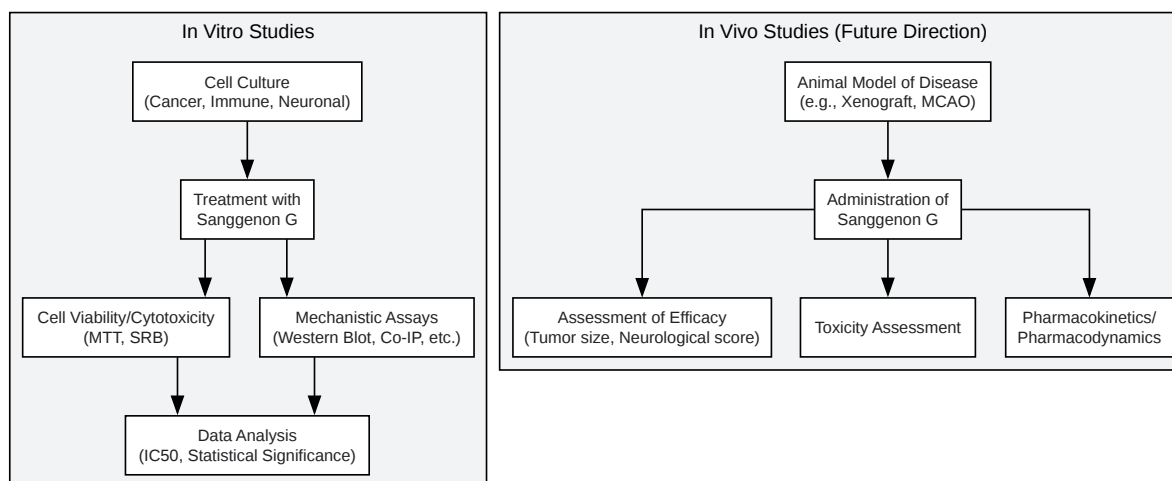 In Vitro Studies
Cell Culture
(Cancer, Immune, Neuronal)
Treatment with
Sanggenon G
Cell Viability/Cytotoxicity
(MTT, SRB)
Mechanistic Assays
(Western Blot, Co-IP, etc.)
Data Analysis
(IC50, Statistical Significance)
In Vivo Studies (Future Direction)
Animal Model of Disease
(e.g., Xenograft, MCAO)
Administration of
Sanggenon G
Assessment of Efficacy
(Tumor size, Neurological score)
Toxicity Assessment
Pharmacokinetics/
Pharmacodynamics